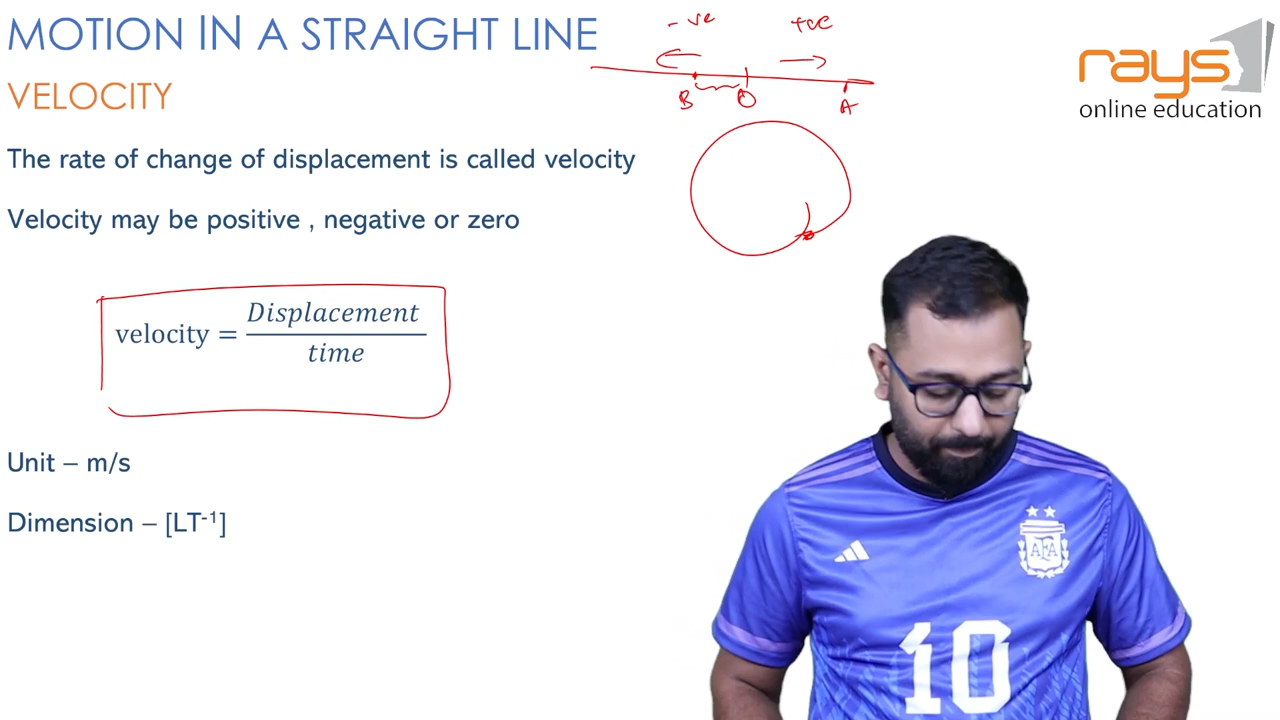 MOTION IN A STRAIGHT LINE
VELOCITY
- ve
+ve
B
O
A
rays
online education
The rate of change of displacement is called velocity
Velocity may be positive , negative or zero
velocity = Displacement
time
Unit – m/s
Dimension – [LT-1]
AFA
10